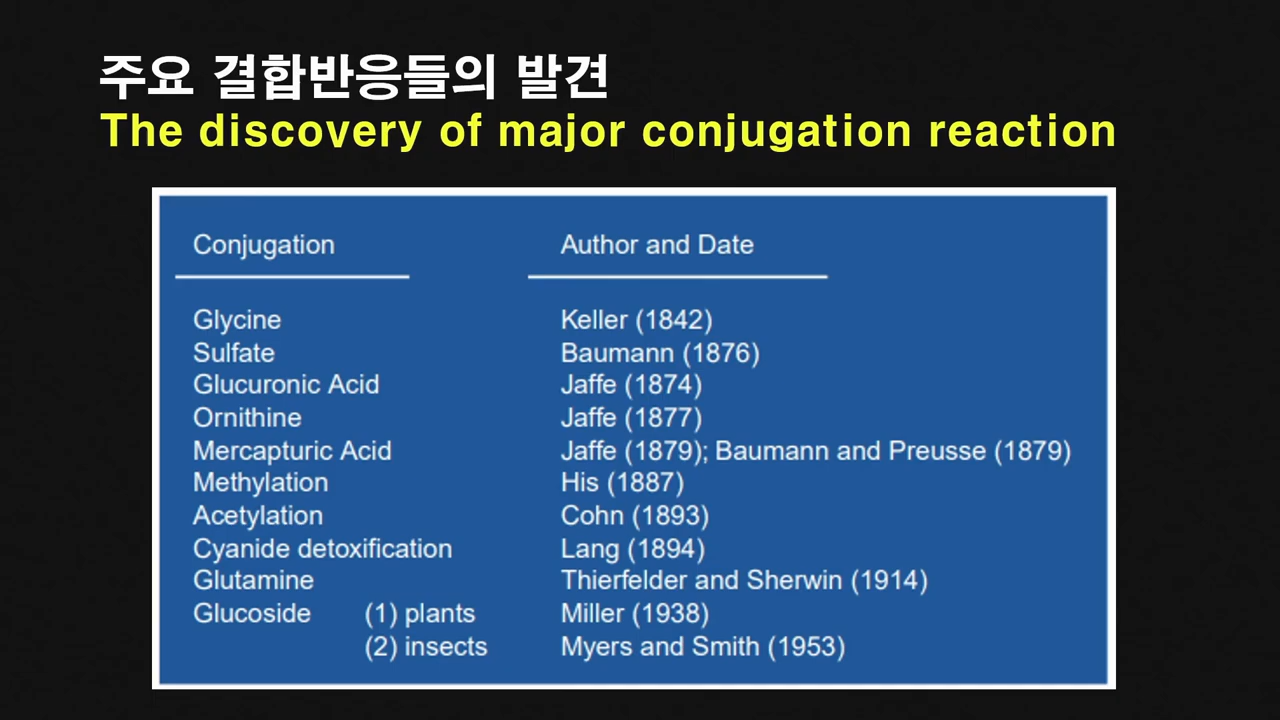 주요 결합반응들의 발견
The discovery of major conjugation reaction
Conjugation Author and Date
Glycine Keller (1842)
Sulfate Baumann (1876)
Glucuronic Acid Jaffe (1874)
Ornithine Jaffe (1877)
Mercapturic Acid Jaffe (1879); Baumann and Preusse (1879)
Methylation His (1887)
Acetylation Cohn (1893)
Cyanide detoxification Lang (1894)
Glutamine Thierfelder and Sherwin (1914)
Glucoside (1) plants Miller (1938)
(2) insects Myers and Smith (1953)